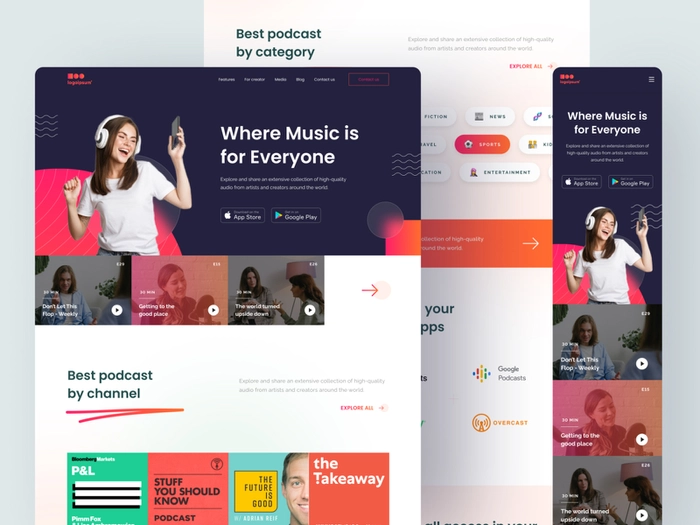 Best podcast
by category
Explore and share an extensive collection of high-quality
audio from artists and creators around the world.
EXPLORE ALL
FICTION
NEWS
SPORTS
KID
ENTERTAINMENT
collection of high-quality
around the world.
your
Google
Podcasts
OVERCAST
all access in your
logoipsum
Features
For creator
Media
Blog
Contact us
Contact us
Where Music is
for Everyone
Explore and share an extensive collection of high-quality
audio from artists and creators around the world
Download on the
App Store
Get it on
Google Play
E29
30 MIN
Don't Let This
Flop - Weekly
E15
30 MIN
Getting to the
good place
E26
30 MIN
The world turned
upside down
Best podcast
by channel
Explore and share an extensive collection of high-quality
audio from artists and creators around the world.
EXPLORE ALL
Bloomberg Markets
P&L
Pimm Fox
STUFF
YOU SHOULD
KNOW
PODCAST
THE
FUTURE
IS
GOOD
W/ ADRIAN REIF
the
Takeaway
logoipsum
Where Music is
for Everyone
Explore and share an extensive collection of
high-quality audio from artists and creators
around the world.
Download on the
App Store
Get it on
Google Play
E29
30 MIN
Don't Let This
Flop - Weekly
E15
30 MIN
Getting to the
good place
E26
30 MIN
The world turned
upside down